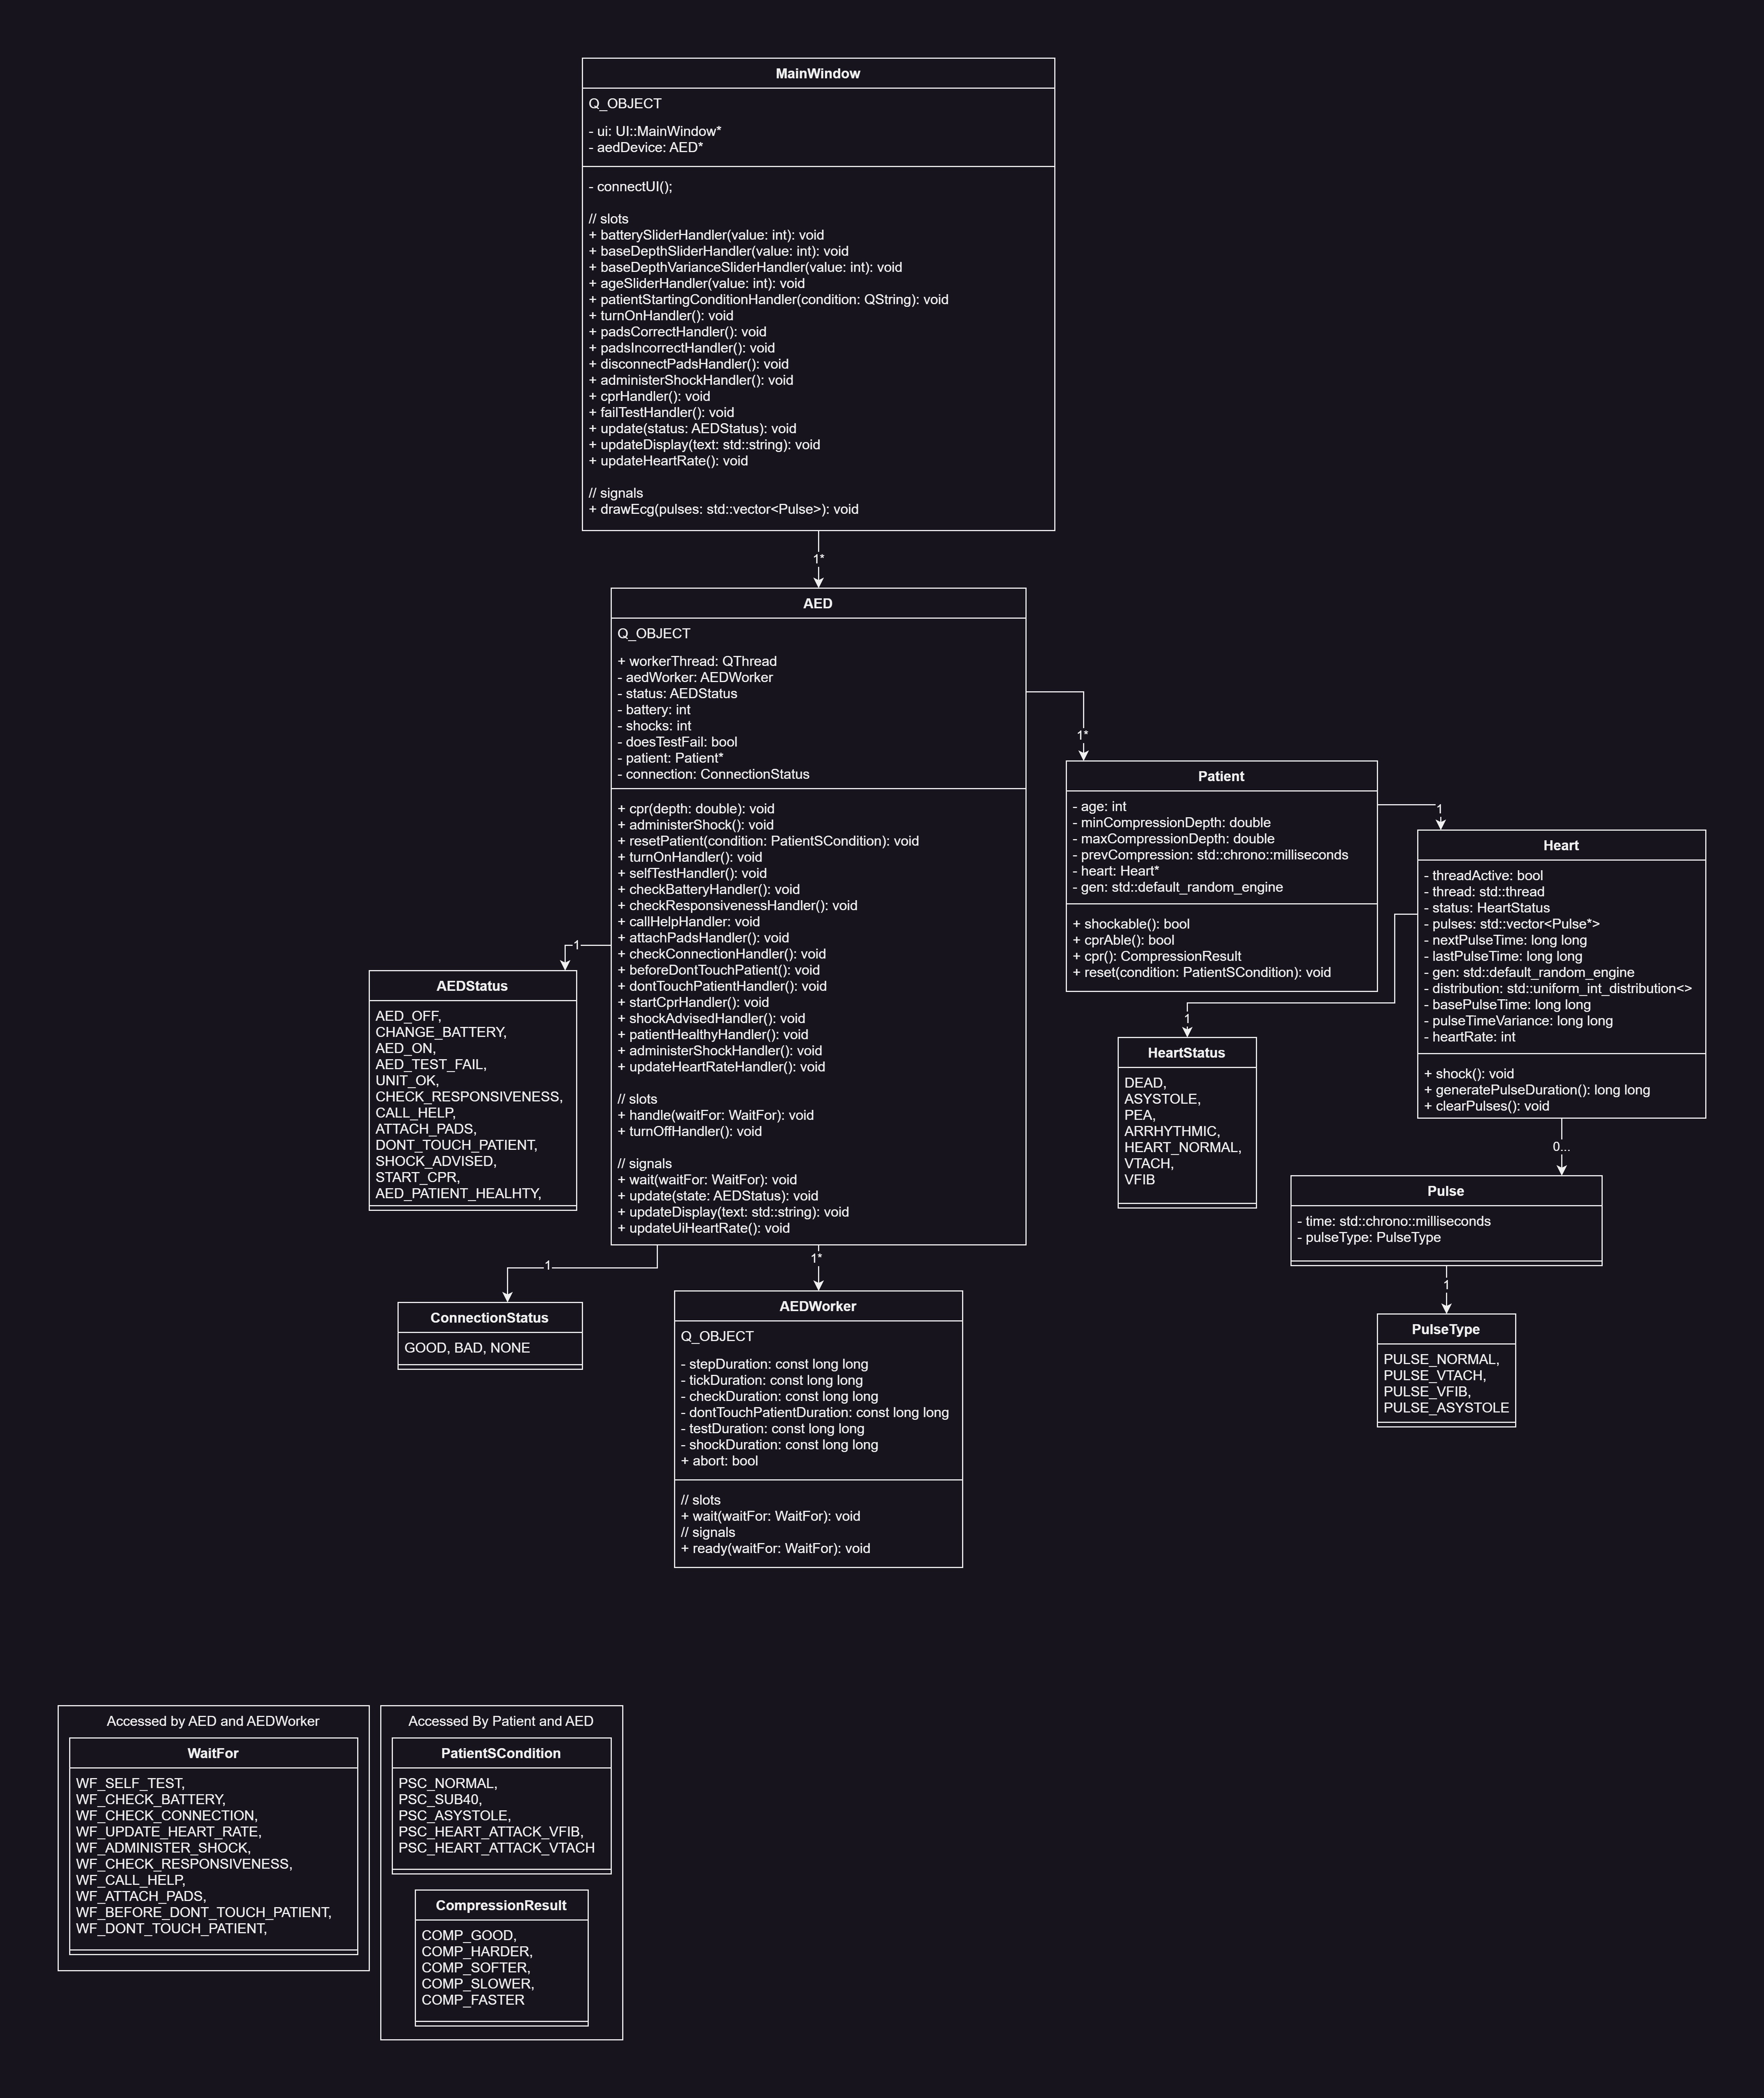 MainWindow
Q_OBJECT
- ui: UI::MainWindow*
- aedDevice: AED*
- connectUI();
// slots
+ batterySliderHandler(value: int): void
+ baseDepthSliderHandler(value: int): void
+ baseDepthVarianceSliderHandler(value: int): void
+ ageSliderHandler(value: int): void
+ patientStartingConditionHandler(condition: QString): void
+ turnOnHandler(): void
+ padsCorrectHandler(): void
+ padsIncorrectHandler(): void
+ disconnectPadsHandler(): void
+ administerShockHandler(): void
+ cprHandler(): void
+ failTestHandler(): void
+ update(status: AEDStatus): void
+ updateDisplay(text: std::string): void
+ updateHeartRate(): void
// signals
+ drawEcg(pulses: std::vector<Pulse>): void
1*
AED
Q_OBJECT
+ workerThread: QThread
- aedWorker: AEDWorker
- status: AEDStatus
- battery: int
- shocks: int
- doesTestFail: bool
- patient: Patient*
- connection: ConnectionStatus
+ cpr(depth: double): void
+ administerShock(): void
+ resetPatient(condition: PatientSCondition): void
+ turnOnHandler(): void
+ selfTestHandler(): void
+ checkBatteryHandler(): void
+ checkResponsivenessHandler(): void
+ callHelpHandler: void
+ attachPadsHandler(): void
+ checkConnectionHandler(): void
+ beforeDontTouchPatient(): void
+ dontTouchPatientHandler(): void
+ startCprHandler(): void
+ shockAdvisedHandler(): void
+ patientHealthyHandler(): void
+ administerShockHandler(): void
+ updateHeartRateHandler(): void
// slots
+ handle(waitFor: WaitFor): void
+ turnOffHandler(): void
// signals
+ wait(waitFor: WaitFor): void
+ update(state: AEDStatus): void
+ updateDisplay(text: std::string): void
+ updateUiHeartRate(): void
1*
Patient
- age: int
- minCompressionDepth: double
- maxCompressionDepth: double
- prevCompression: std::chrono::milliseconds
- heart: Heart*
- gen: std::default_random_engine
+ shockable(): bool
+ cprAble(): bool
+ cpr(): CompressionResult
+ reset(condition: PatientSCondition): void
1
Heart
- threadActive: bool
- thread: std::thread
- status: HeartStatus
- pulses: std::vector<Pulse*>
- nextPulseTime: long long
- lastPulseTime: long long
- gen: std::default_random_engine
- distribution: std::uniform_int_distribution<>
- basePulseTime: long long
- pulseTimeVariance: long long
- heartRate: int
+ shock(): void
+ generatePulseDuration(): long long
+ clearPulses(): void
1
AEDStatus
AED_OFF,
CHANGE_BATTERY,
AED_ON,
AED_TEST_FAIL,
UNIT_OK,
CHECK_RESPONSIVENESS,
CALL_HELP,
ATTACH_PADS,
DONT_TOUCH_PATIENT,
SHOCK_ADVISED,
START_CPR,
AED_PATIENT_HEALHTY,
1
HeartStatus
DEAD,
ASYSTOLE,
PEA,
ARRHYTHMIC,
HEART_NORMAL,
VTACH,
VFIB
0...
Pulse
- time: std::chrono::milliseconds
- pulseType: PulseType
1
PulseType
PULSE_NORMAL,
PULSE_VTACH,
PULSE_VFIB,
PULSE_ASYSTOLE
1
ConnectionStatus
GOOD, BAD, NONE
1*
AEDWorker
Q_OBJECT
- stepDuration: const long long
- tickDuration: const long long
- checkDuration: const long long
- dontTouchPatientDuration: const long long
- testDuration: const long long
- shockDuration: const long long
+ abort: bool
// slots
+ wait(waitFor: WaitFor): void
// signals
+ ready(waitFor: WaitFor): void
Accessed by AED and AEDWorker
WaitFor
WF_SELF_TEST,
WF_CHECK_BATTERY,
WF_CHECK_CONNECTION,
WF_UPDATE_HEART_RATE,
WF_ADMINISTER_SHOCK,
WF_CHECK_RESPONSIVENESS,
WF_CALL_HELP,
WF_ATTACH_PADS,
WF_BEFORE_DONT_TOUCH_PATIENT,
WF_DONT_TOUCH_PATIENT,
Accessed By Patient and AED
PatientSCondition
PSC_NORMAL,
PSC_SUB40,
PSC_ASYSTOLE,
PSC_HEART_ATTACK_VFIB,
PSC_HEART_ATTACK_VTACH
CompressionResult
COMP_GOOD,
COMP_HARDER,
COMP_SOFTER,
COMP_SLOWER,
COMP_FASTER